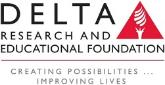 DELTA
RESEARCH AND
EDUCATIONAL FOUNDATION
CREATING POSSIBILITIES ...
IMPROVING LIVES